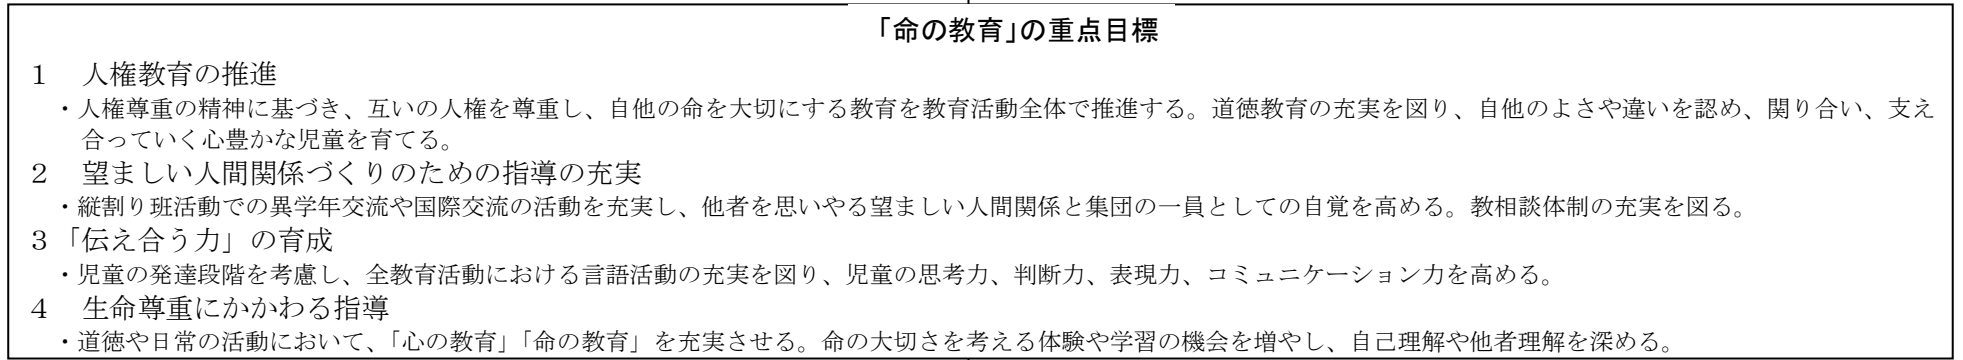 「命の教育」の重点目標
１　人権教育の推進
・人権尊重の精神に基づき、互いの人権を尊重し、自他の命を大切にする教育を教育活動全体で推進する。道徳教育の充実を図り、自他のよさや違いを認め、関り合い、支え
合っていく心豊かな児童を育てる。
２　望ましい人間関係づくりのための指導の充実
・縦割り班活動での異学年交流や国際交流の活動を充実し、他者を思いやる望ましい人間関係と集団の一員としての自覚を高める。教相談体制の充実を図る。
３「伝え合う力」の育成
・児童の発達段階を考慮し、全教育活動における言語活動の充実を図り、児童の思考力、判断力、表現力、コミュニケーション力を高める。
４　生命尊重にかかわる指導
・道徳や日常の活動において、「心の教育」「命の教育」を充実させる。命の大切さを考える体験や学習の機会を増やし、自己理解や他者理解を深める。